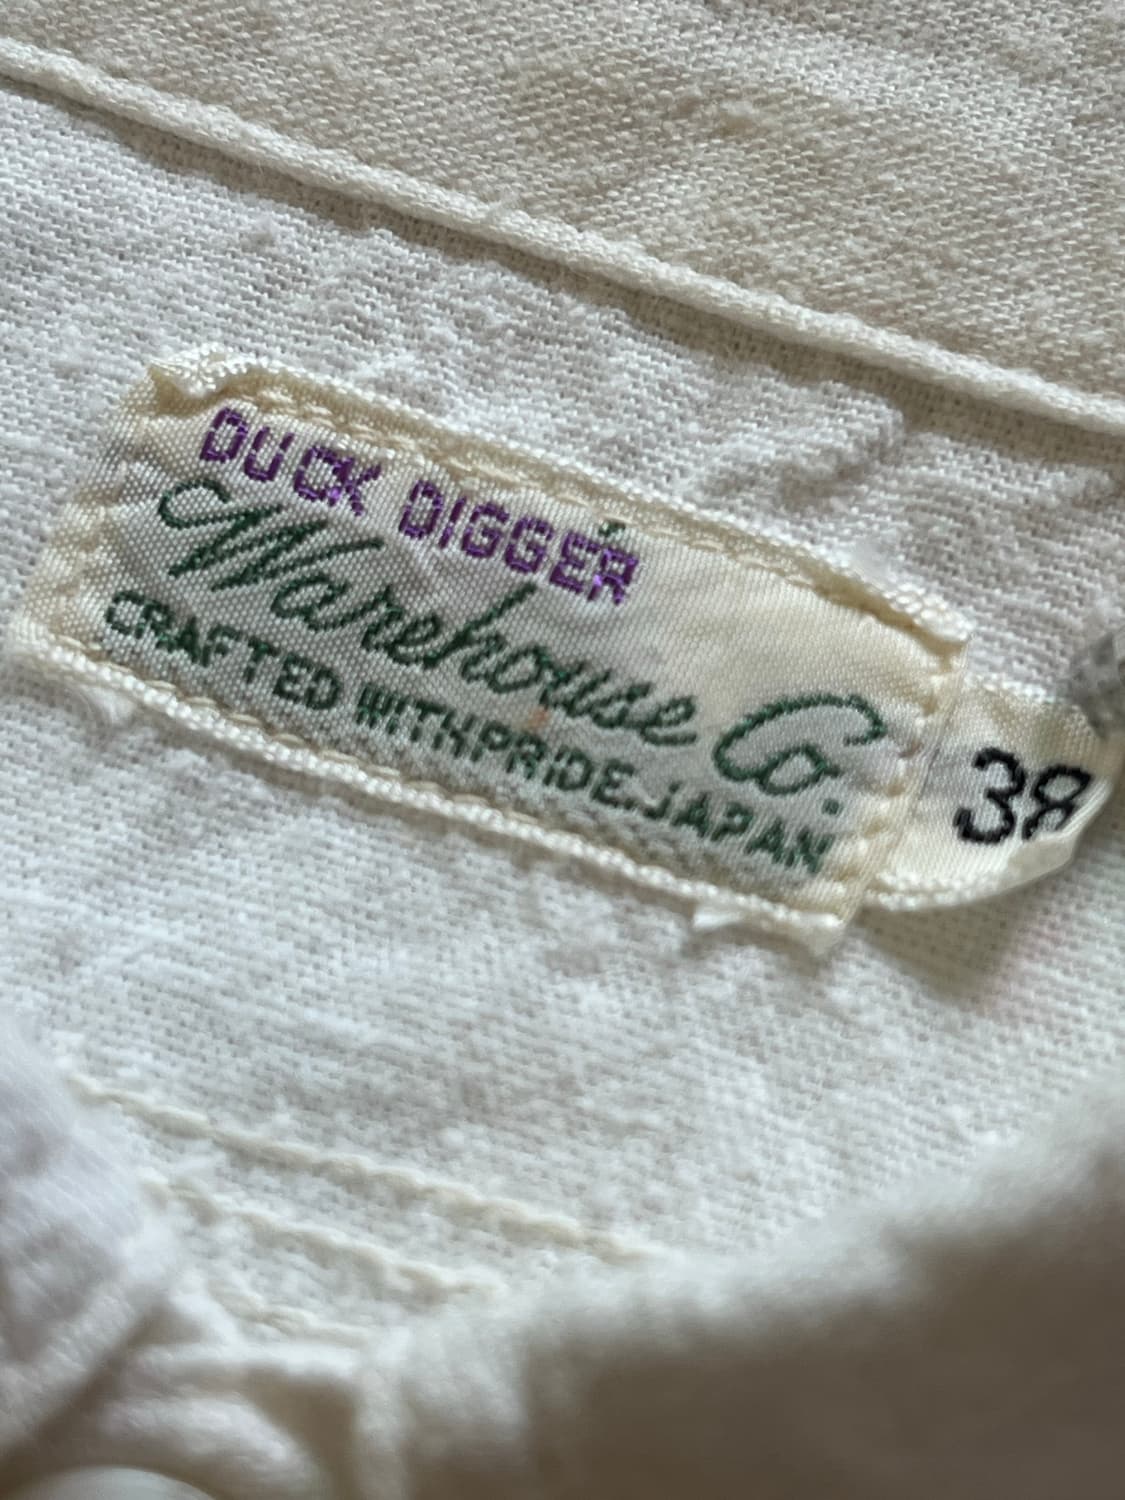 DUCK DIGGER
Warehouse Co.
CRAFTED WITH PRIDE. JAPAN
38